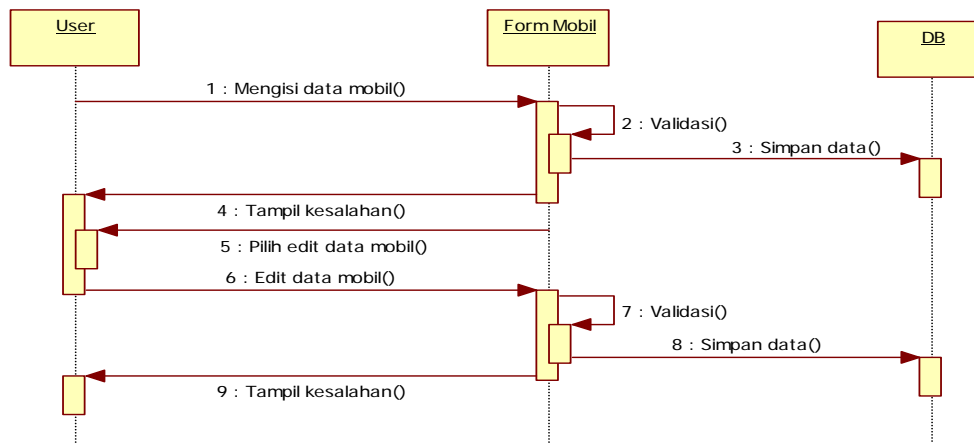 User
Form Mobil
DB
1 : Mengisi data mobil()
2 : Validasi()
3 : Simpan data()
4 : Tampil kesalahan()
5 : Pilih edit data mobil()
6 : Edit data mobil()
7 : Validasi()
8 : Simpan data()
9 : Tampil kesalahan()